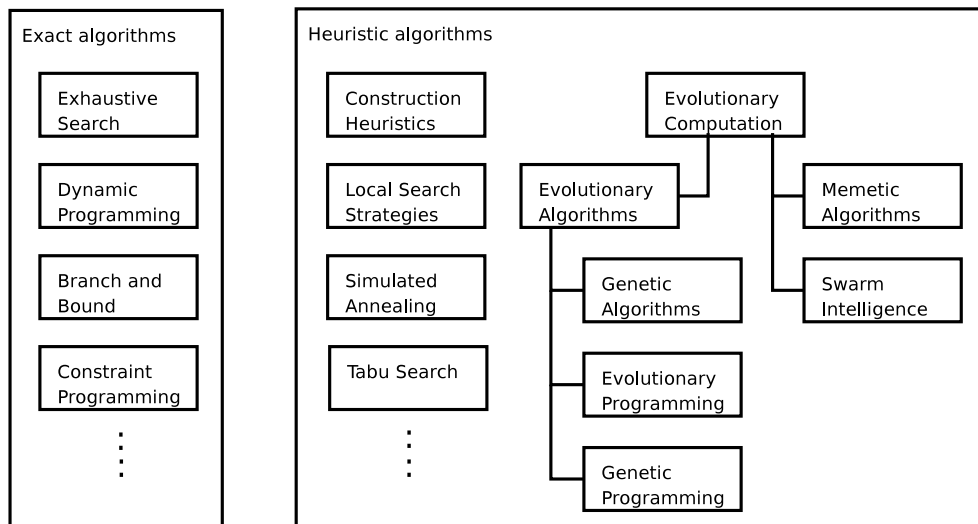 Exact algorithms
Exhaustive
Search
Dynamic
Programming
Branch and
Bound
Constraint
Programming
Heuristic algorithms
Construction
Heuristics
Local Search
Strategies
Simulated
Annealing
Tabu Search
Evolutionary
Computation
Evolutionary
Algorithms
Genetic
Algorithms
Evolutionary
Programming
Genetic
Programming
Memetic
Algorithms
Swarm
Intelligence